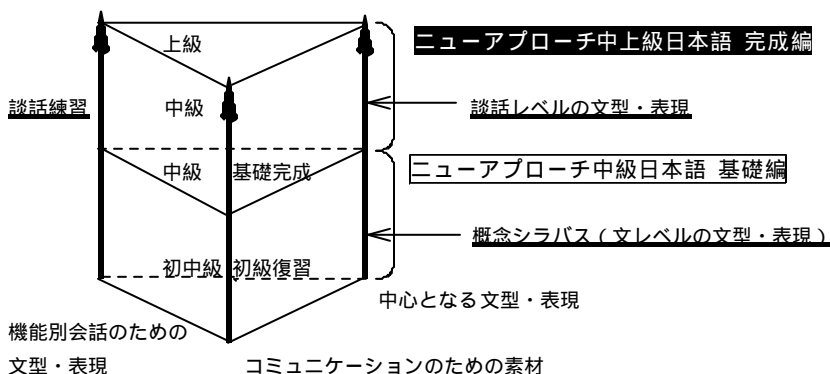 上級
ニューアプローチ中上級日本語 完成編
談話練習
中級
談話レベルの文型・表現
中級 基礎完成
ニューアプローチ中級日本語 基礎編
概念シラバス(文レベルの文型・表現)
初中級 初級復習
中心となる文型・表現
機能別会話のための
文型・表現
コミュニケーションのための素材